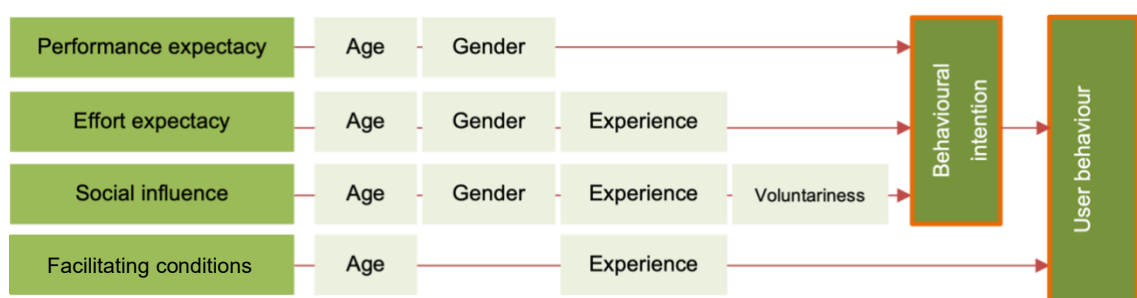 Performance expectacy Age Gender
Effort expectacy Age Gender Experience
Social influence Age Gender Experience Voluntariness
Facilitating conditions Age Experience
Behavioural
intention
User behaviour